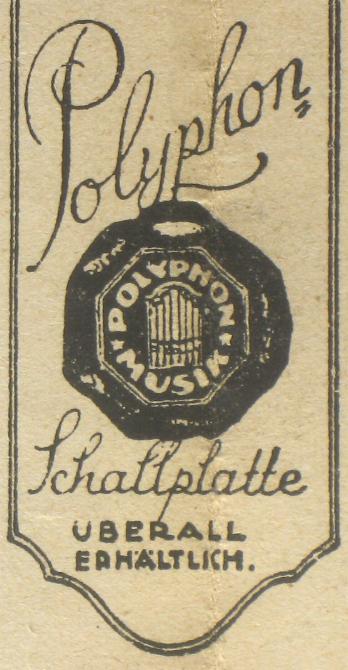 Polyphon=
POLYPHON
MUSIK
Schallplatte
ÜBERALL
ERHÄLTLICH.